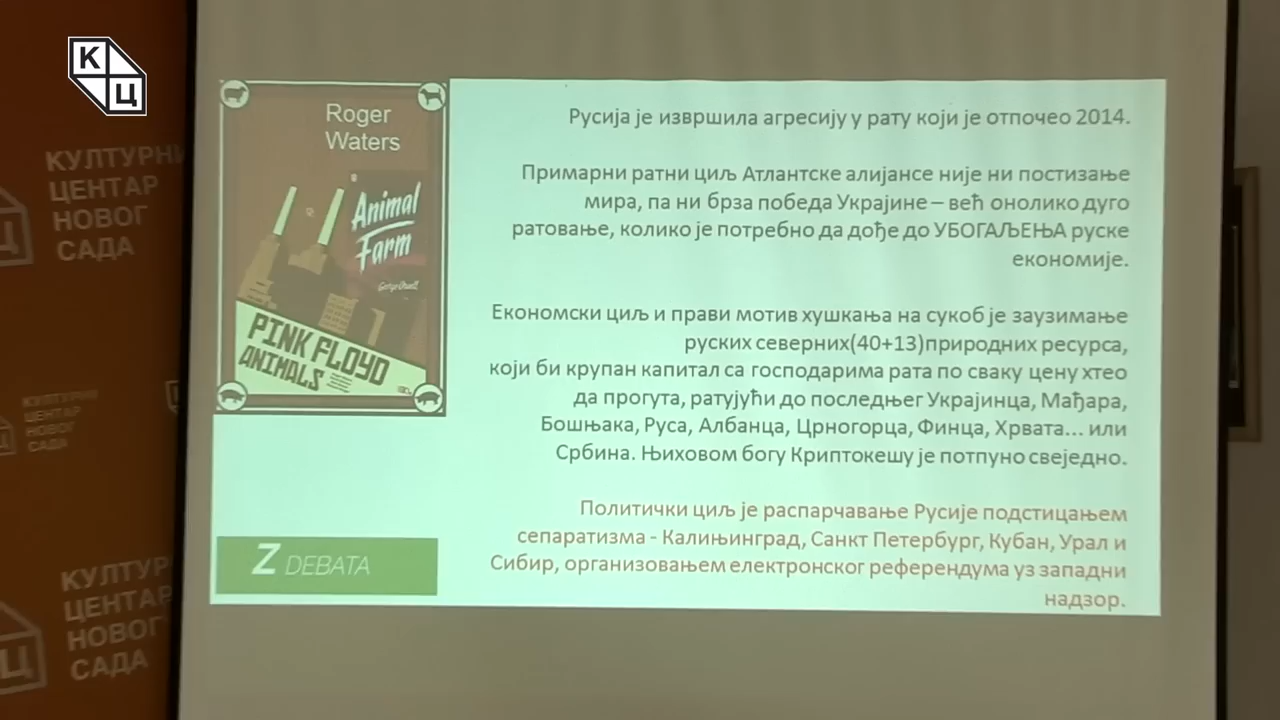 К
Ц
КУЛТУРНИ
ЦЕНТАР
НОВОГ
САДА
КУЛТУРНИ
ЦЕНТАР
НОВОГ
САДА
КУЛТУР
ЦЕНТАР
НОВОГ
САДА
Roger
Waters
Animal
Farm
George Orwell
PINK FLOYD
ANIMALS
Z DEBATA
Русија је извршила агресију у рату који је отпочео 2014.
Примарни ратни циљ Атлантске алијансе није ни постизање
мира, па ни брза победа Украјине – већ онолико дуго
ратовање, колико је потребно да дође до УБОГАЉЕЊА руске
економије.
Економски циљ и прави мотив хушкања на сукоб је заузимање
руских северних(40+13)природних ресурса,
који би крупан капитал са господарима рата по сваку цену хтео
да прогута, ратујући до последњег Украјинца, Мађара,
Бошњака, Руса, Албанца, Црногорца, Финца, Хрвата... или
Србина. Њиховом богу Криптокешу је потпуно свеједно.
Политички циљ је распарчавање Русије подстицањем
сепаратизма - Калињинград, Санкт Петербург, Кубан, Урал и
Сибир, организовањем електронског референдума уз западни
надзор.